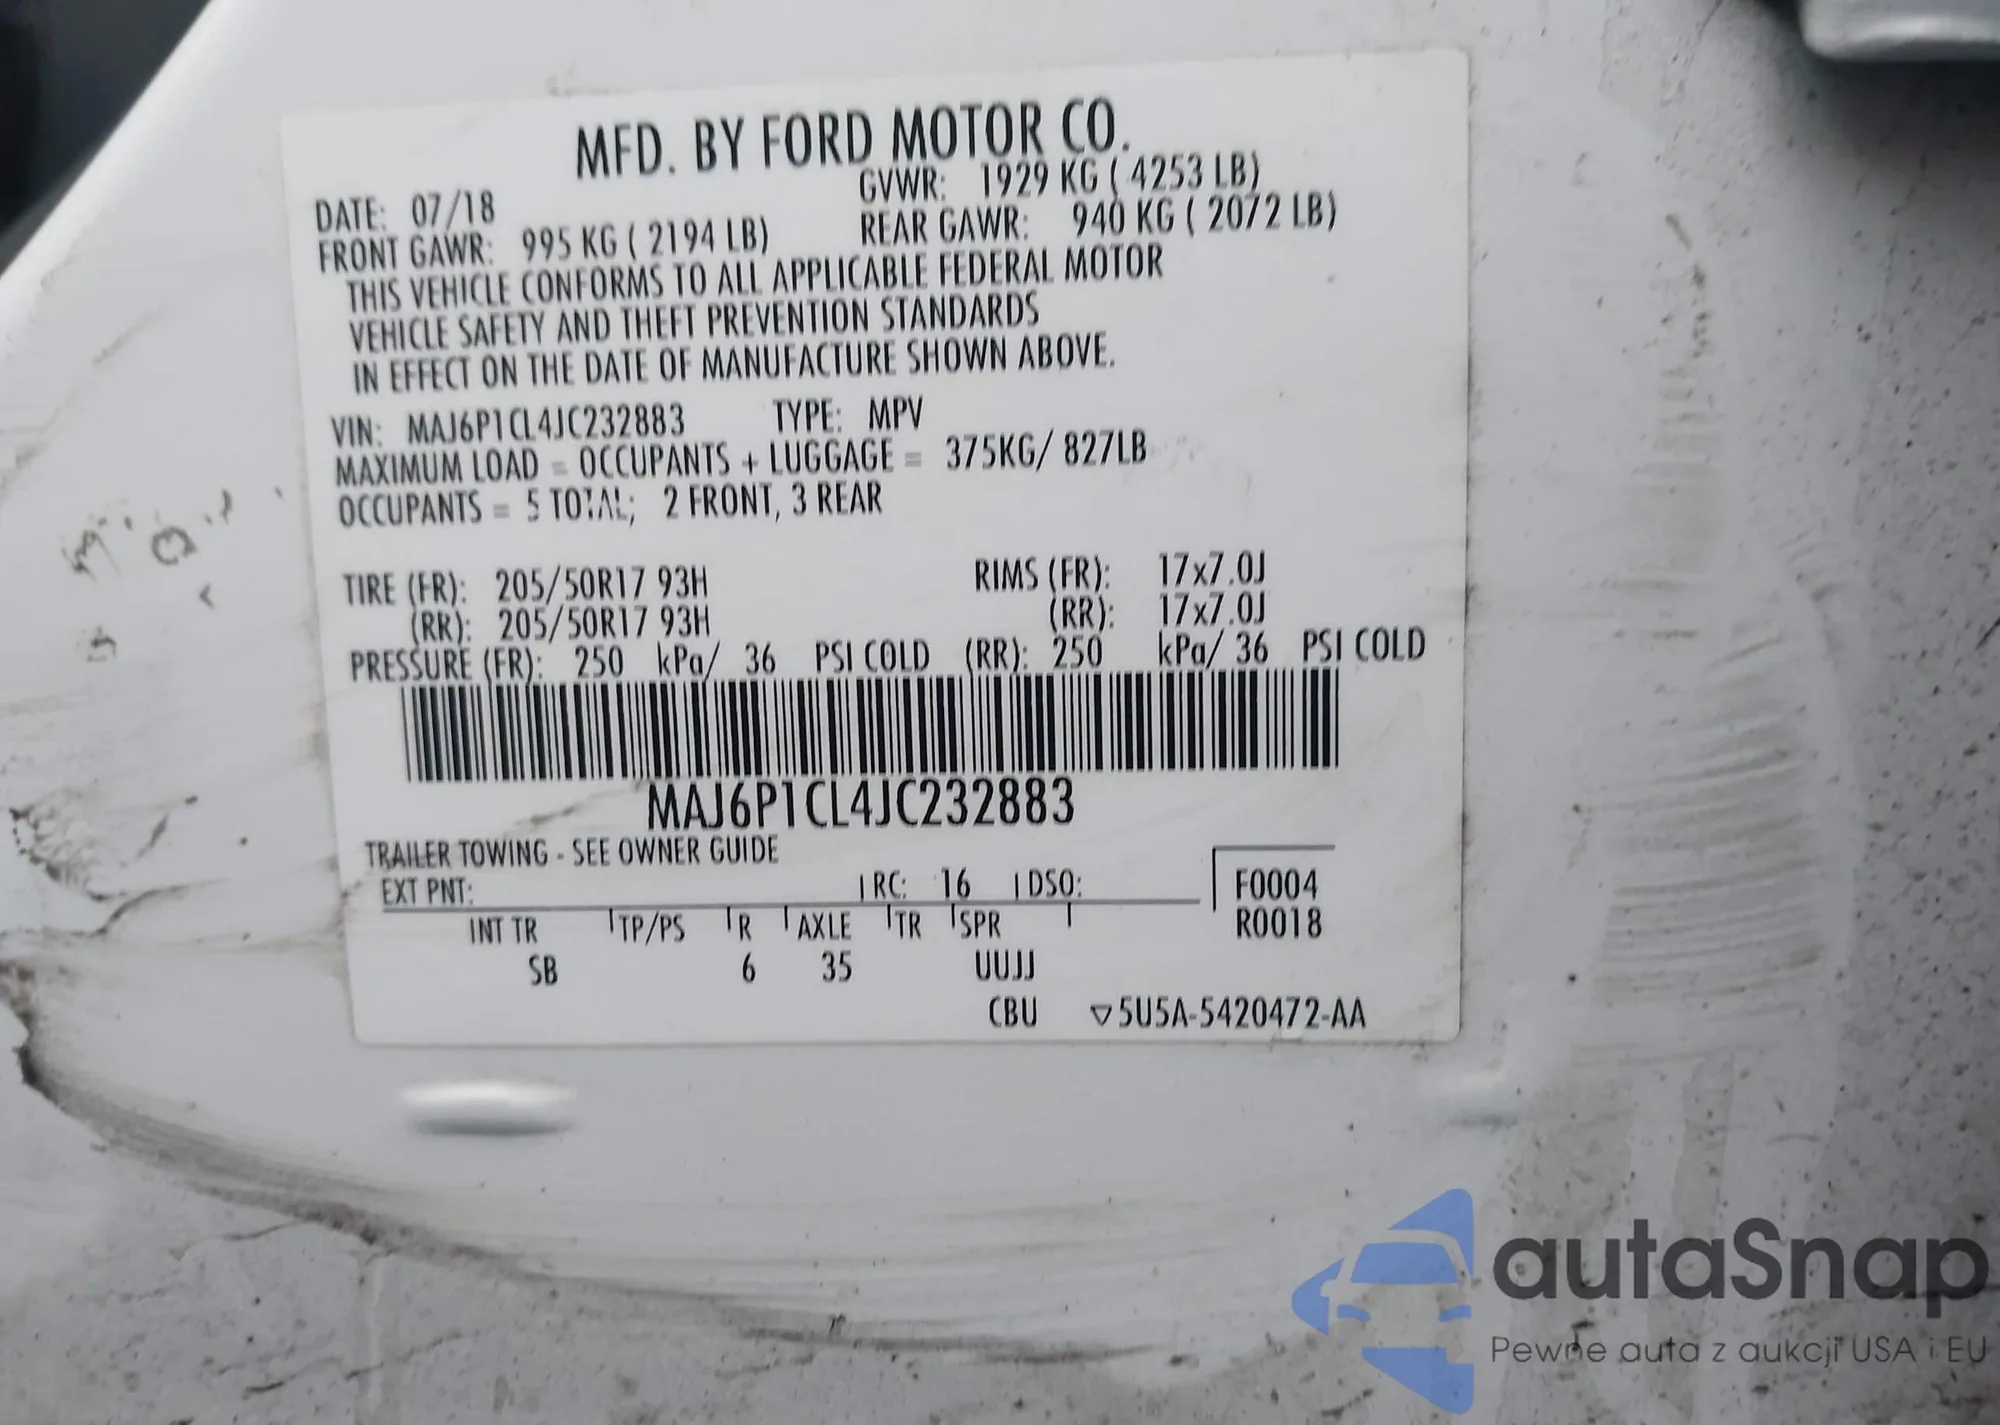 MFD. BY FORD MOTOR CO.
DATE: 07/18 GVWR: 1929 KG ( 4253 LB)
FRONT GAWR: 995 KG ( 2194 LB) REAR GAWR: 940 KG ( 2072 LB)
THIS VEHICLE CONFORMS TO ALL APPLICABLE FEDERAL MOTOR
VEHICLE SAFETY AND THEFT PREVENTION STANDARDS
IN EFFECT ON THE DATE OF MANUFACTURE SHOWN ABOVE.
VIN: MAJ6P1CL4JC232883 TYPE: MPV
MAXIMUM LOAD = OCCUPANTS + LUGGAGE = 375KG/ 827LB
OCCUPANTS = 5 TOTAL; 2 FRONT, 3 REAR
TIRE (FR): 205/50R17 93H RIMS (FR): 17x7.0J
(RR): 205/50R17 93H (RR): 17x7.0J
PRESSURE (FR): 250 kPa/ 36 PSI COLD (RR): 250 kPa/ 36 PSI COLD
MAJ6P1CL4JC232883
TRAILER TOWING - SEE OWNER GUIDE
EXT PNT: RC: 16 DSO: F0004
INT TR TP/PS R AXLE TR SPR R0018
SB 6 35 UUJJ
CBU ▽5U5A-5420472-AA
autaSnap
Pewne auta z aukcji USA i EU